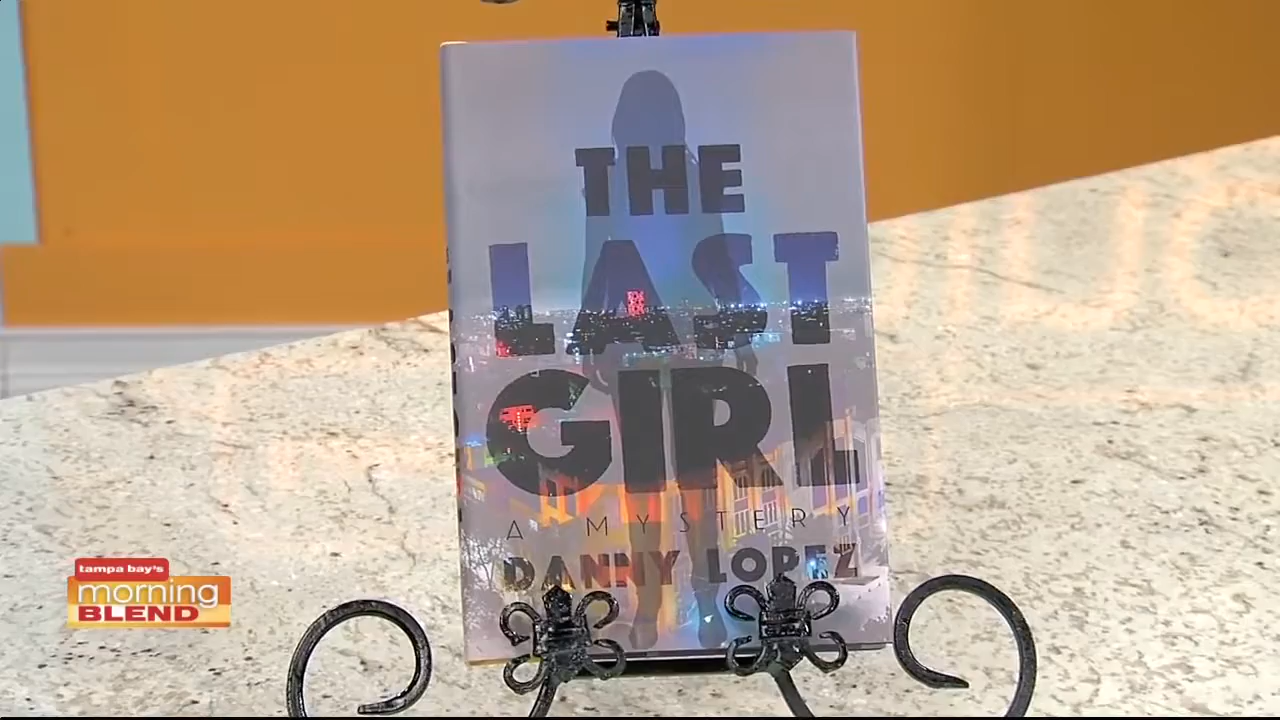 THE
LAST
GIRL
A MYSTERY
DANNY LOPEZ
tampa bay's
morning
BLEND